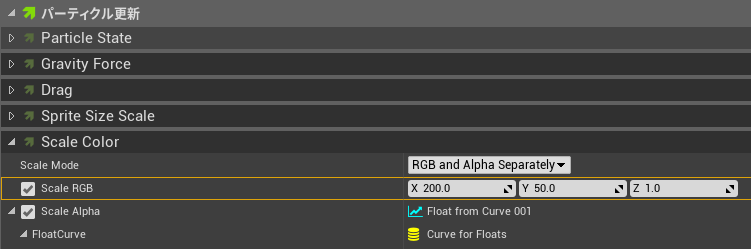 パーティクル更新
Particle State
Gravity Force
Drag
Sprite Size Scale
Scale Color
Scale Mode RGB and Alpha Separately
Scale RGB X 200.0 Y 50.0 Z 1.0
Scale Alpha Float from Curve 001
FloatCurve Curve for Floats